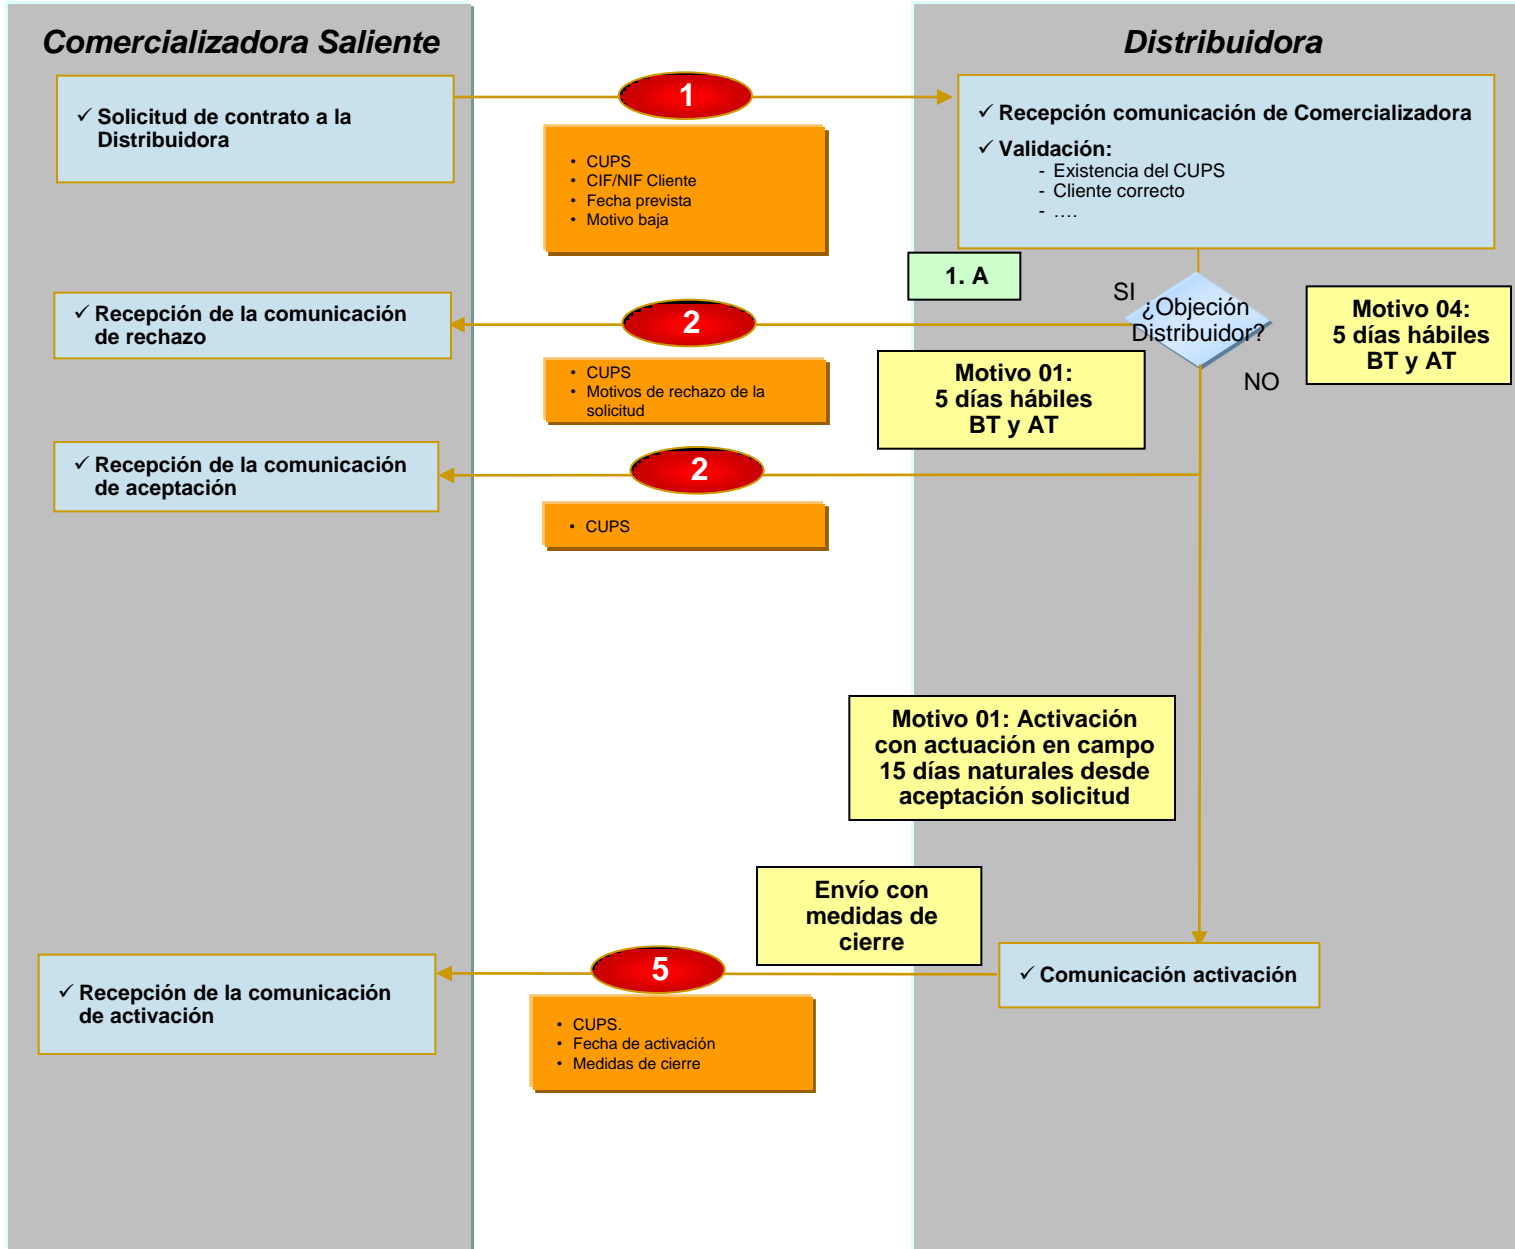 Comercializadora Saliente
Distribuidora
✓ Solicitud de contrato a la
Distribuidora
1
• CUPS
• CIF/NIF Cliente
• Fecha prevista
• Motivo baja
✓ Recepción comunicación de Comercializadora
✓ Validación:
- Existencia del CUPS
- Cliente correcto
- ….
1. A
SI
¿Objeción
Distribuidor?
NO
Motivo 04:
5 días hábiles
BT y AT
✓ Recepción de la comunicación
de rechazo
2
• CUPS
• Motivos de rechazo de la
solicitud
Motivo 01:
5 días hábiles
BT y AT
✓ Recepción de la comunicación
de aceptación
2
• CUPS
Motivo 01: Activación
con actuación en campo
15 días naturales desde
aceptación solicitud
Envío con
medidas de
cierre
✓ Recepción de la comunicación
de activación
5
✓ Comunicación activación
• CUPS.
• Fecha de activación
• Medidas de cierre